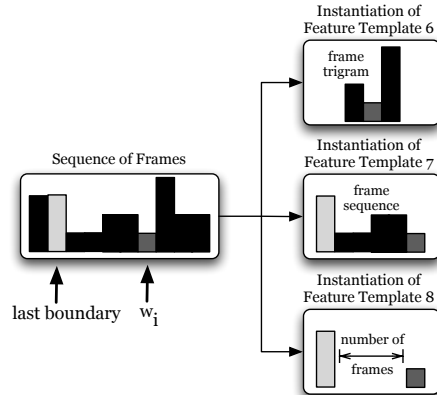 Instantiation of
Feature Template 6
frame
trigram
Sequence of Frames
last boundary
w_i
Instantiation of
Feature Template 7
frame
sequence
Instantiation of
Feature Template 8
number of
frames